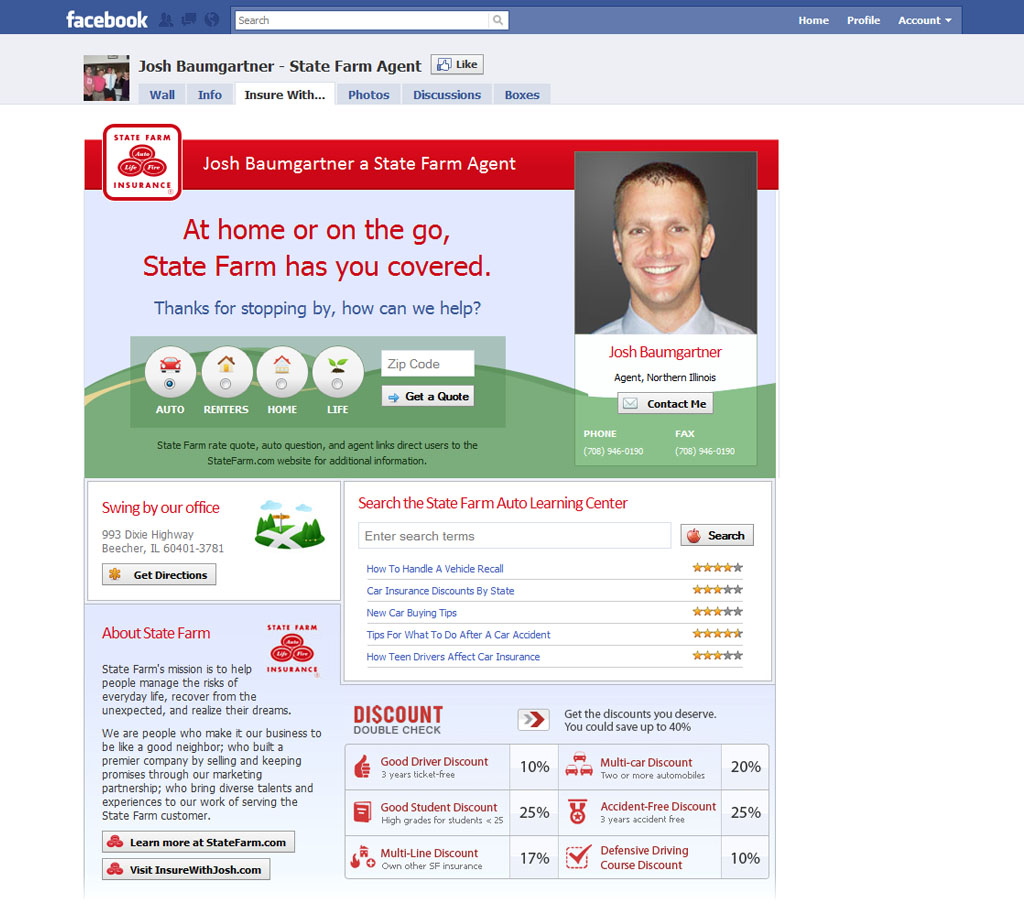 facebook
Search
Home Profile Account
Josh Baumgartner - State Farm Agent
Like
Wall Info Insure With... Photos Discussions Boxes
STATE FARM
Auto
Life Fire
INSURANCE
Josh Baumgartner a State Farm Agent
At home or on the go,
State Farm has you covered.
Thanks for stopping by, how can we help?
AUTO RENTERS HOME LIFE
Zip Code
Get a Quote
State Farm rate quote, auto question, and agent links direct users to the
StateFarm.com website for additional information.
Josh Baumgartner
Agent, Northern Illinois
Contact Me
PHONE FAX
(708) 946-0190 (708) 946-0190
Swing by our office
993 Dixie Highway
Beecher, IL 60401-3781
Get Directions
Search the State Farm Auto Learning Center
Enter search terms
Search
How To Handle A Vehicle Recall
Car Insurance Discounts By State
New Car Buying Tips
Tips For What To Do After A Car Accident
How Teen Drivers Affect Car Insurance
About State Farm
STATE FARM
Auto
Life Fire
INSURANCE
State Farm's mission is to help
people manage the risks of
everyday life, recover from the
unexpected, and realize their dreams.
We are people who make it our business to
be like a good neighbor; who built a
premier company by selling and keeping
promises through our marketing
partnership; who bring diverse talents and
experiences to our work of serving the
State Farm customer.
Learn more at StateFarm.com
Visit InsureWithJosh.com
DISCOUNT
DOUBLE CHECK
Get the discounts you deserve.
You could save up to 40%
Good Driver Discount
3 years ticket-free
10%
Multi-car Discount
Two or more automobiles
20%
Good Student Discount
High grades for students < 25
25%
Accident-Free Discount
3 years accident free
25%
Multi-Line Discount
Own other SF insurance
17%
Defensive Driving
Course Discount
10%